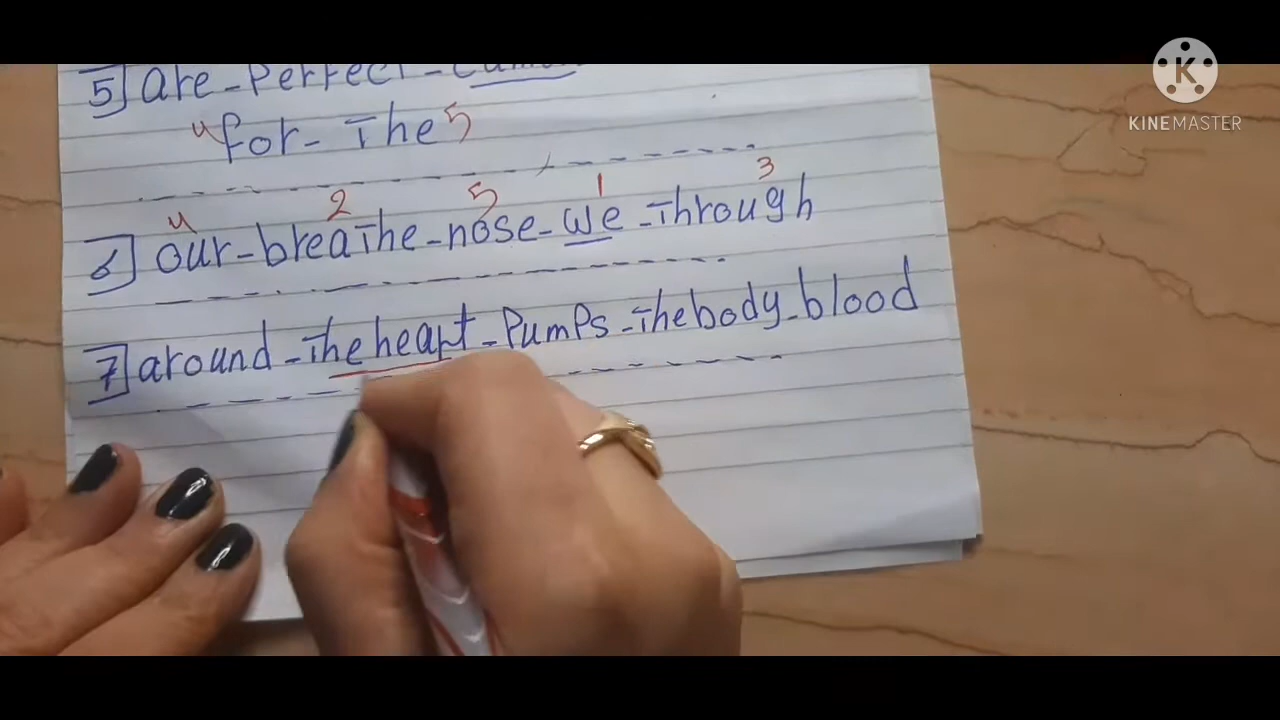 5] are - Perfect -
4 for - The 5
4 2 5 1 3
6] our - breathe - nose - we - Through
7] around - The heart - Pumps - The body - blood
K
KINEMASTER